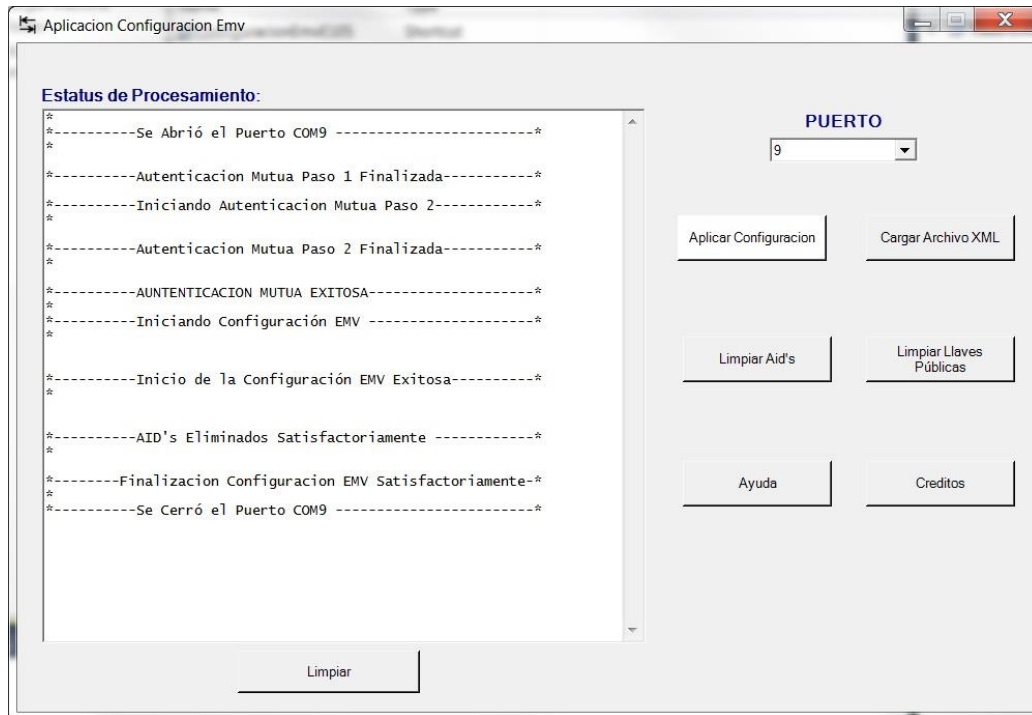 Aplicacion Configuracion Emv
Estatus de Procesamiento:
*
*----------Se Abrió el Puerto COM9 ------------------------*
*
*----------Autenticacion Mutua Paso 1 Finalizada-----------*
*----------Iniciando Autenticacion Mutua Paso 2------------*
*
*----------Autenticacion Mutua Paso 2 Finalizada-----------*
*
*----------AUNTENTICACION MUTUA EXITOSA--------------------*
*
*----------Iniciando Configuración EMV --------------------*
*
*----------Inicio de la Configuración EMV Exitosa----------*
*
*----------AID's Eliminados Satisfactoriamente ------------*
*
*--------Finalizacion Configuracion EMV Satisfactoriamente-*
*
*----------Se Cerró el Puerto COM9 ------------------------*
PUERTO
9
Aplicar Configuracion
Cargar Archivo XML
Limpiar Aid's
Limpiar Llaves
Públicas
Ayuda
Creditos
Limpiar